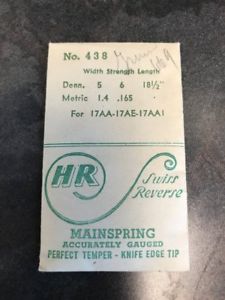 No. 438
Width Strength Length
Denn. 5 6 18½"
Metric 1.4 .165
For 17AA-17AE-17AA1
HR
Swiss
Reverse
MAINSPRING
ACCURATELY GAUGED
PERFECT TEMPER - KNIFE EDGE TIP